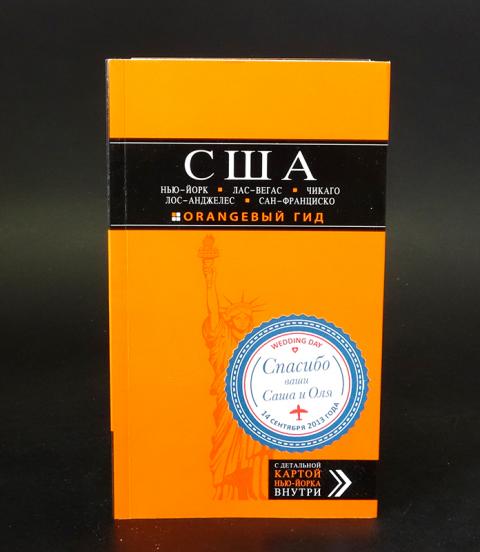 США
НЬЮ-ЙОРК ▪ ЛАС-ВЕГАС ▪ ЧИКАГО
ЛОС-АНДЖЕЛЕС ▪ САН-ФРАНЦИСКО
ORANGEВЫЙ ГИД
WEDDING DAY
Спасибо
ваши
Саша и Оля
14 СЕНТЯБРЯ 2013 ГОДА
С ДЕТАЛЬНОЙ
КАРТОЙ
НЬЮ-ЙОРКА
ВНУТРИ